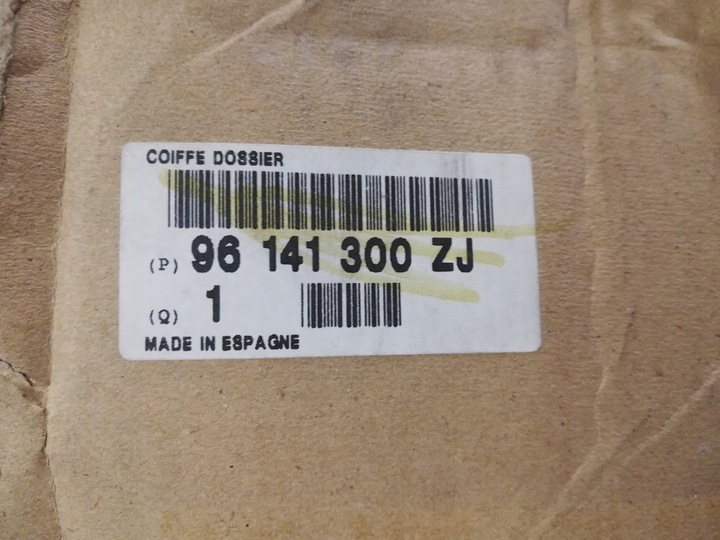 COIFFE DOSSIER
(P) 96 141 300 ZJ
(Q) 1
MADE IN ESPAGNE